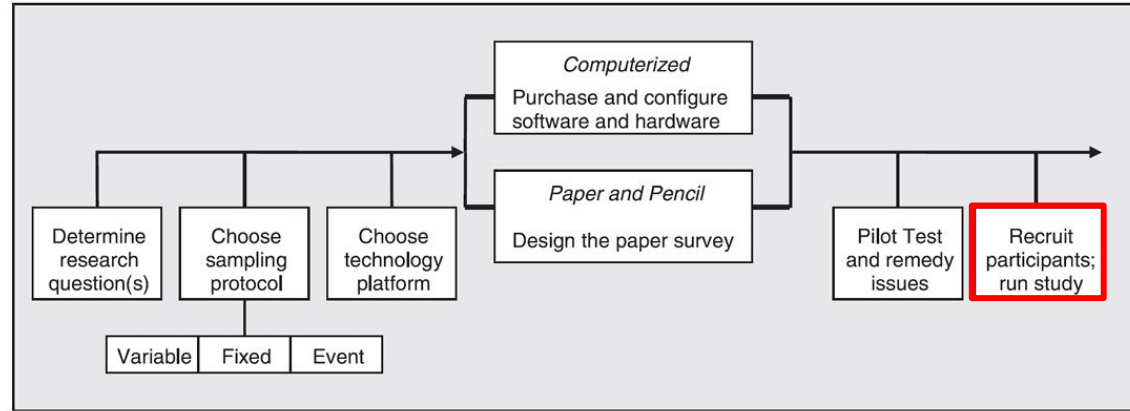 Computerized
Purchase and configure
software and hardware
Paper and Pencil
Design the paper survey
Determine
research
question(s)
Choose
sampling
protocol
Choose
technology
platform
Pilot Test
and remedy
issues
Recruit
participants;
run study
Variable
Fixed
Event